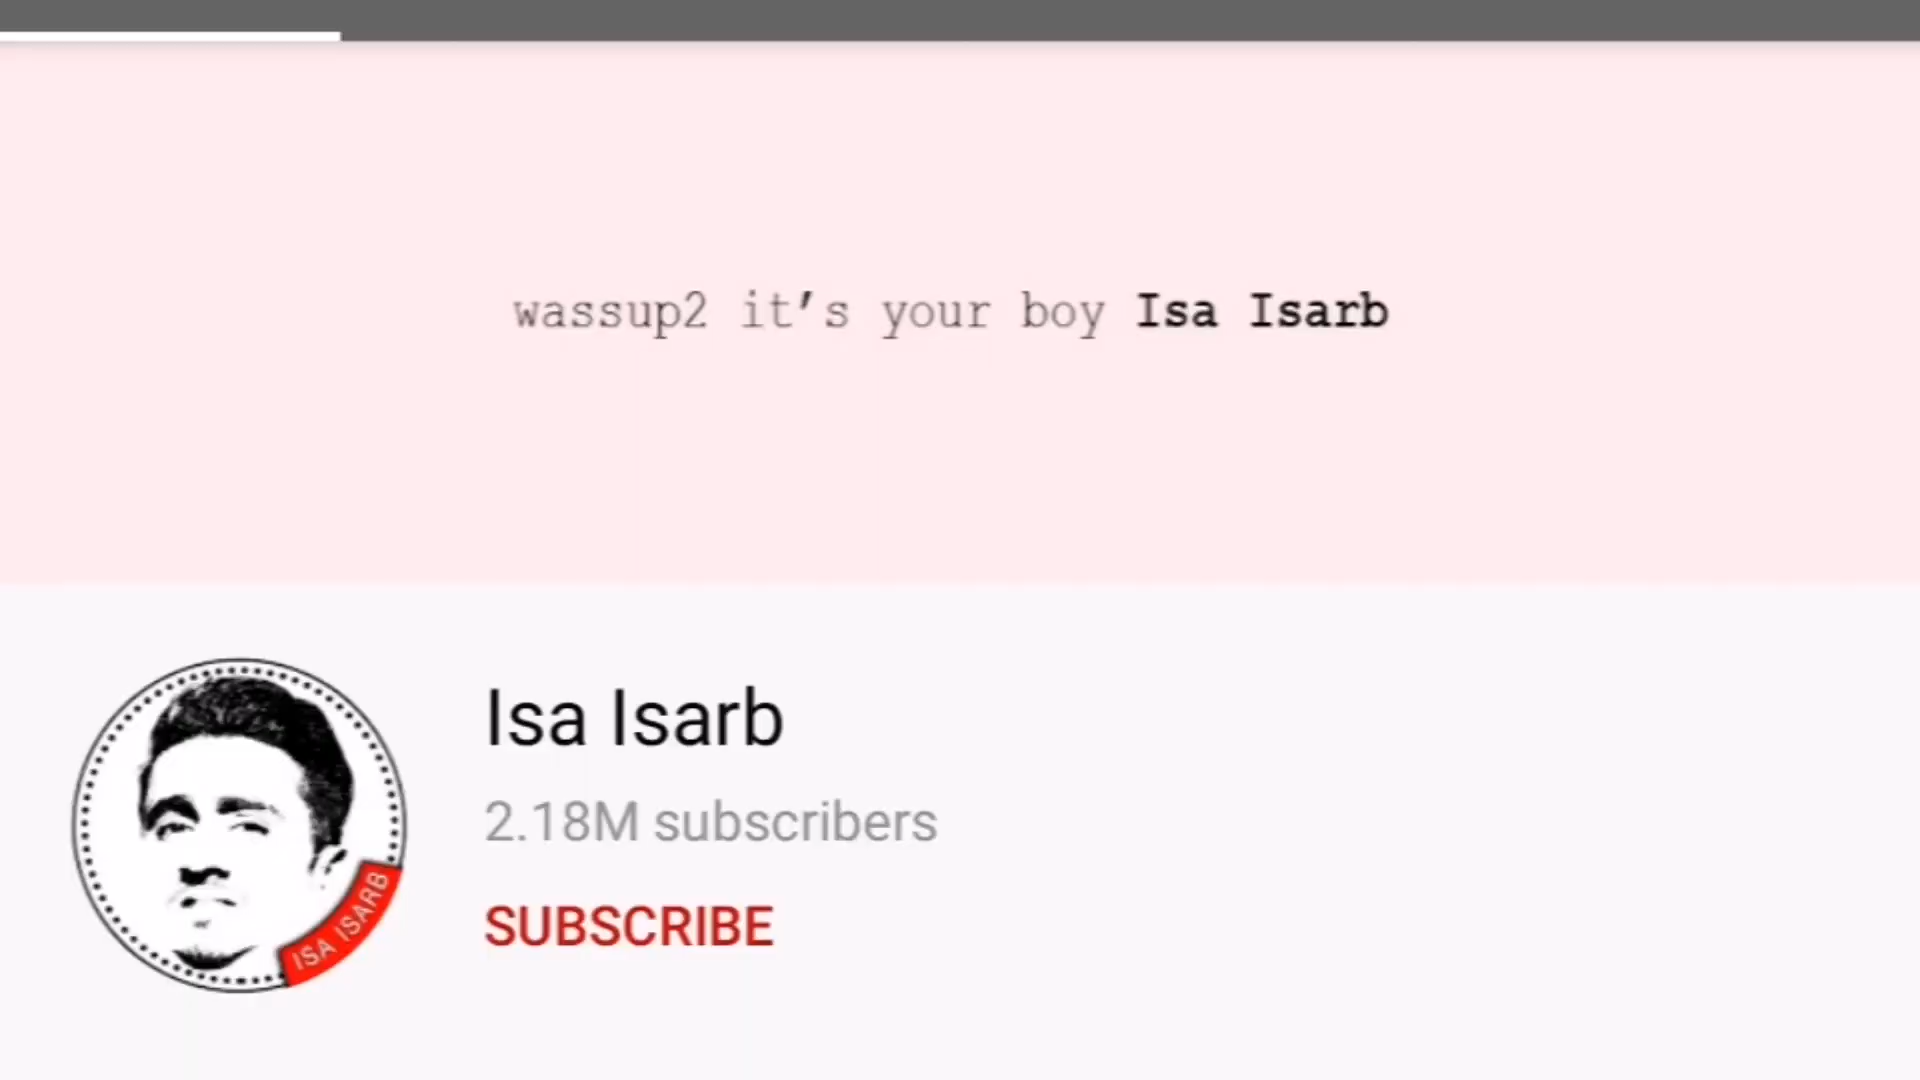 wassup2 it's your boy Isa Isarb
Isa Isarb
2.18M subscribers
SUBSCRIBE
ISA ISARB